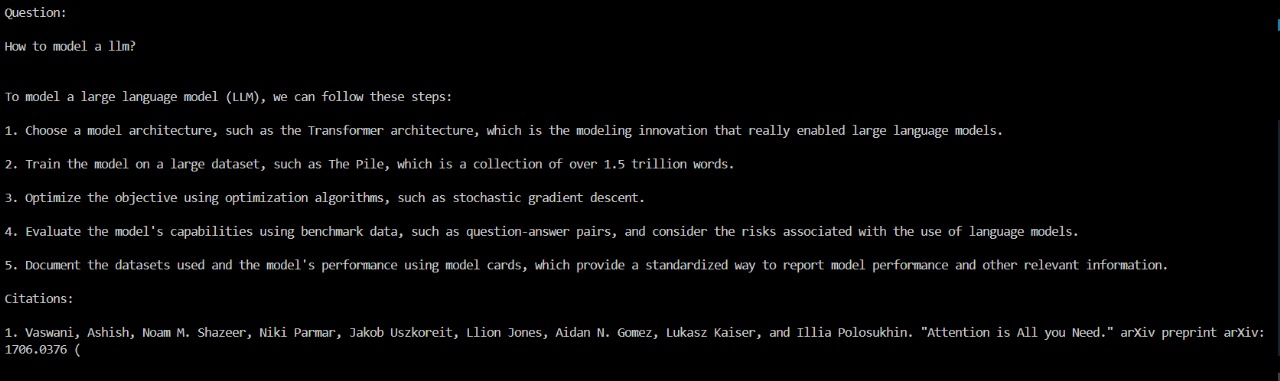 Question:
How to model a llm?
To model a large language model (LLM), we can follow these steps:
1. Choose a model architecture, such as the Transformer architecture, which is the modeling innovation that really enabled large language models.
2. Train the model on a large dataset, such as The Pile, which is a collection of over 1.5 trillion words.
3. Optimize the objective using optimization algorithms, such as stochastic gradient descent.
4. Evaluate the model's capabilities using benchmark data, such as question-answer pairs, and consider the risks associated with the use of language models.
5. Document the datasets used and the model's performance using model cards, which provide a standardized way to report model performance and other relevant information.
Citations:
1. Vaswani, Ashish, Noam M. Shazeer, Niki Parmar, Jakob Uszkoreit, Llion Jones, Aidan N. Gomez, Lukasz Kaiser, and Illia Polosukhin. "Attention is All you Need." arXiv preprint arXiv:
1706.0376 (